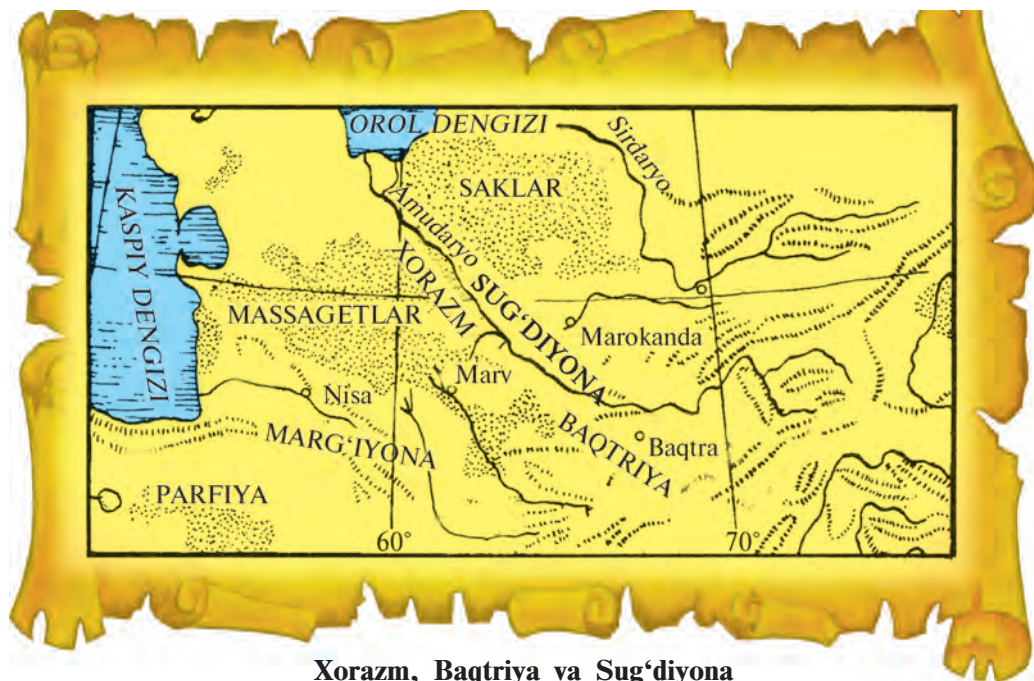 OROL DENGIZI
Sirdaryo
SAKLAR
KASPIY DENGIZI
Amudaryo
XORAZM
SUG‘DIYONA
MASSAGETLAR
Marokanda
Marv
Nisa
MARG‘IYONA
BAQTRIYA
Baqtra
PARFIYA
60°
70°
Xorazm, Baqtriya va Sug‘diyona